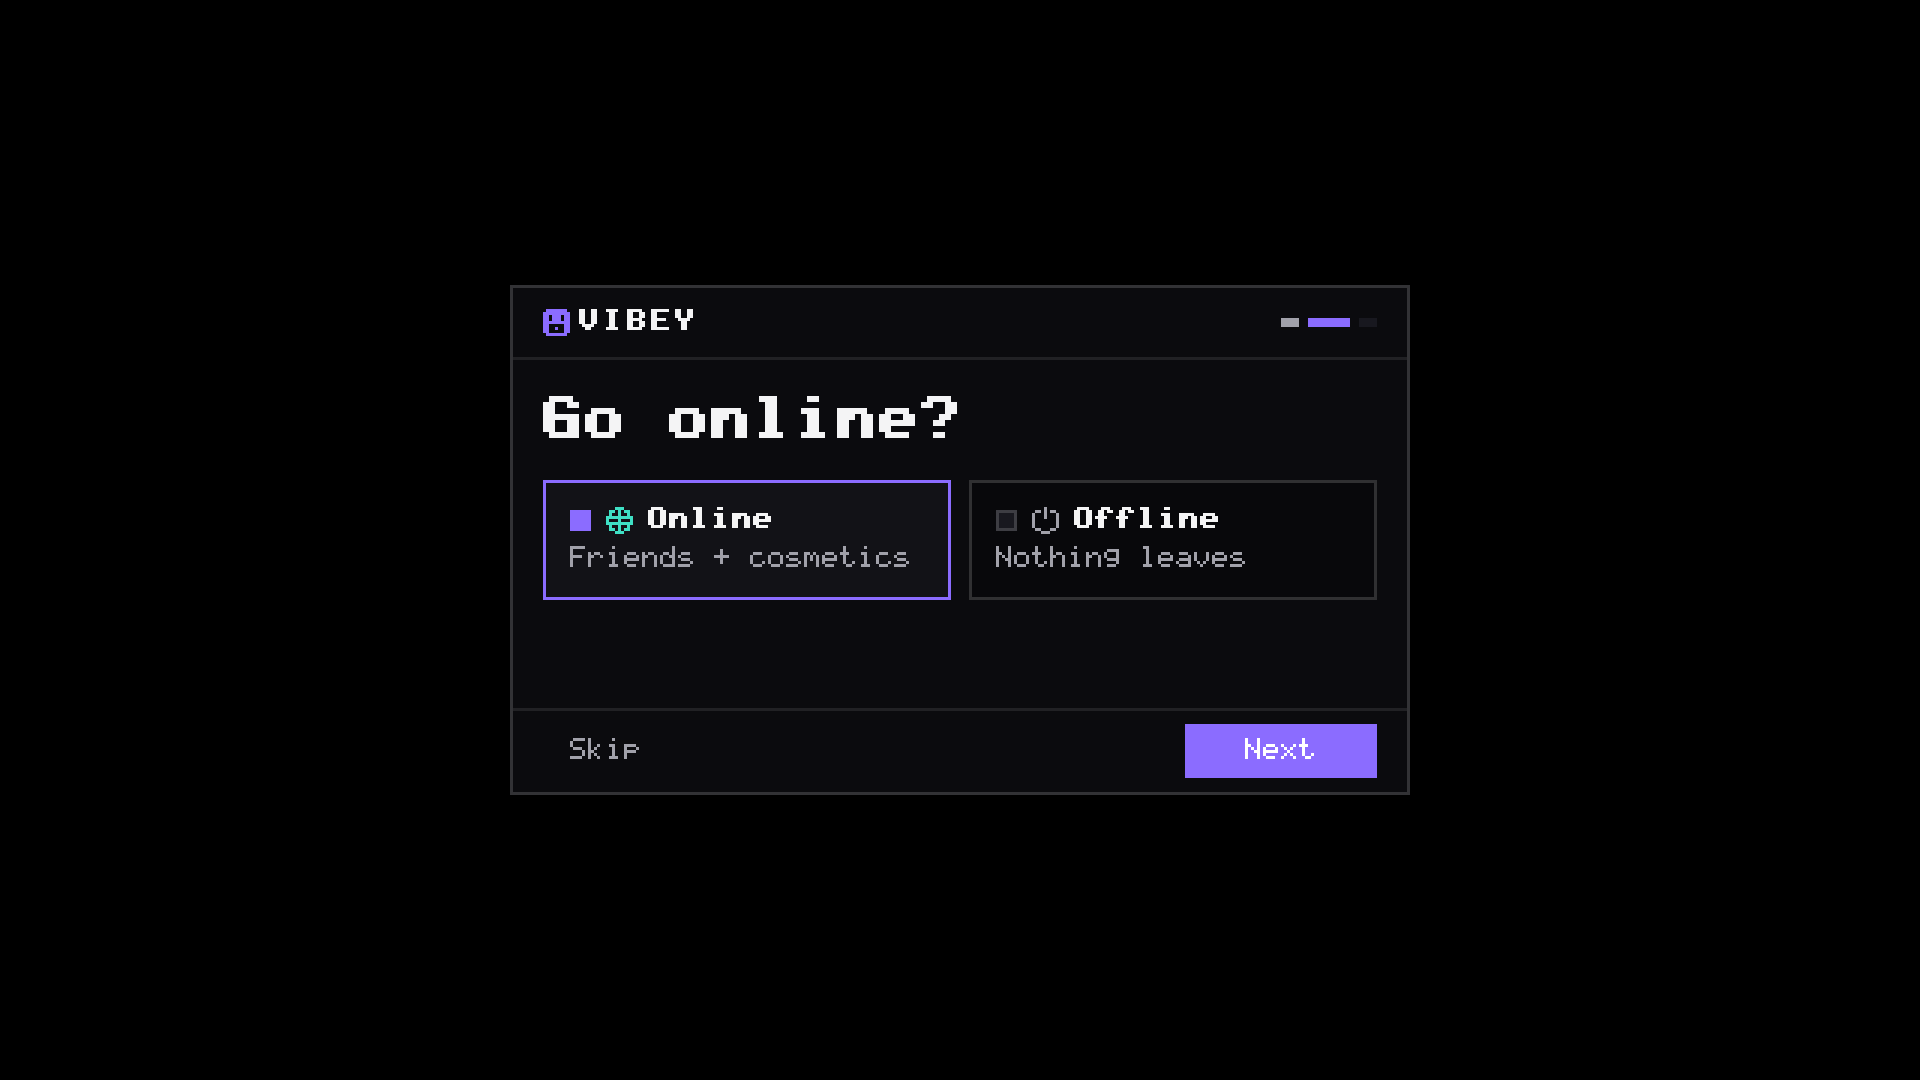 VIBEY
Go online?
Online
Friends + cosmetics
Offline
Nothing leaves
Skip
Next